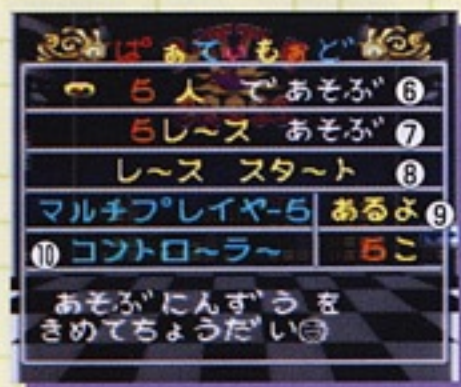 ぱぁてぃもぉど
5人 であそぶ ⑥
5レ〜ス あそぶ ⑦
レ〜ス スタ〜ト ⑧
マルチプレイヤ-5 あるよ ⑨
⑩ コントロ〜ラ〜 5こ
あそぶにんずう を
きめてちょうだい